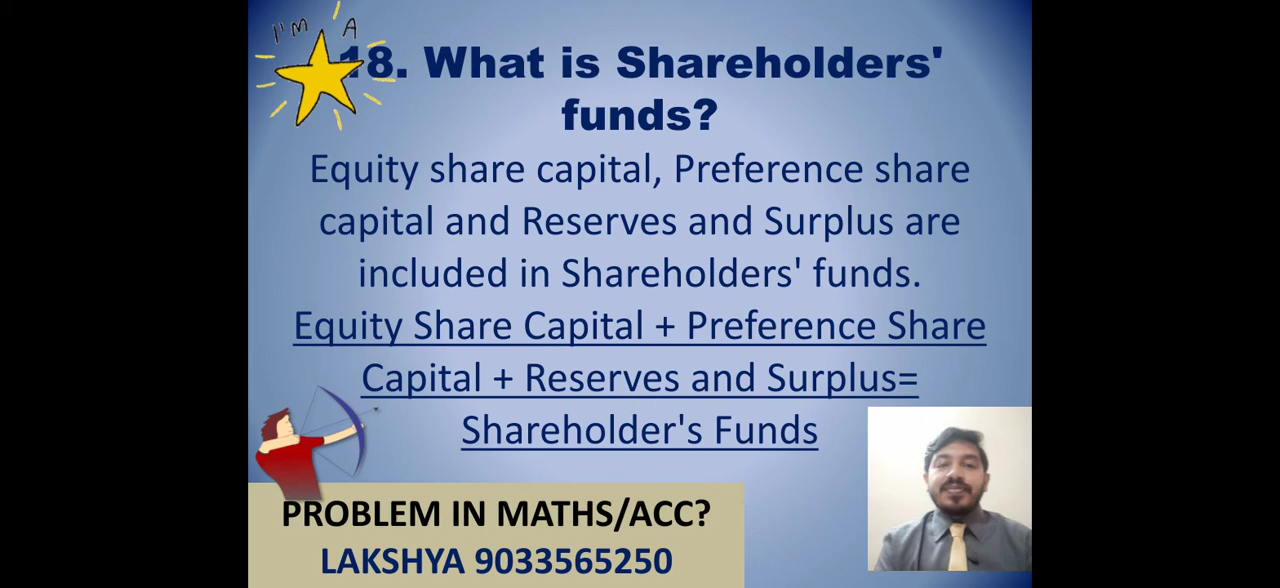 I'M A
18. What is Shareholders'
funds?
Equity share capital, Preference share
capital and Reserves and Surplus are
included in Shareholders' funds.
Equity Share Capital + Preference Share
Capital + Reserves and Surplus=
Shareholder's Funds
PROBLEM IN MATHS/ACC?
LAKSHYA 9033565250